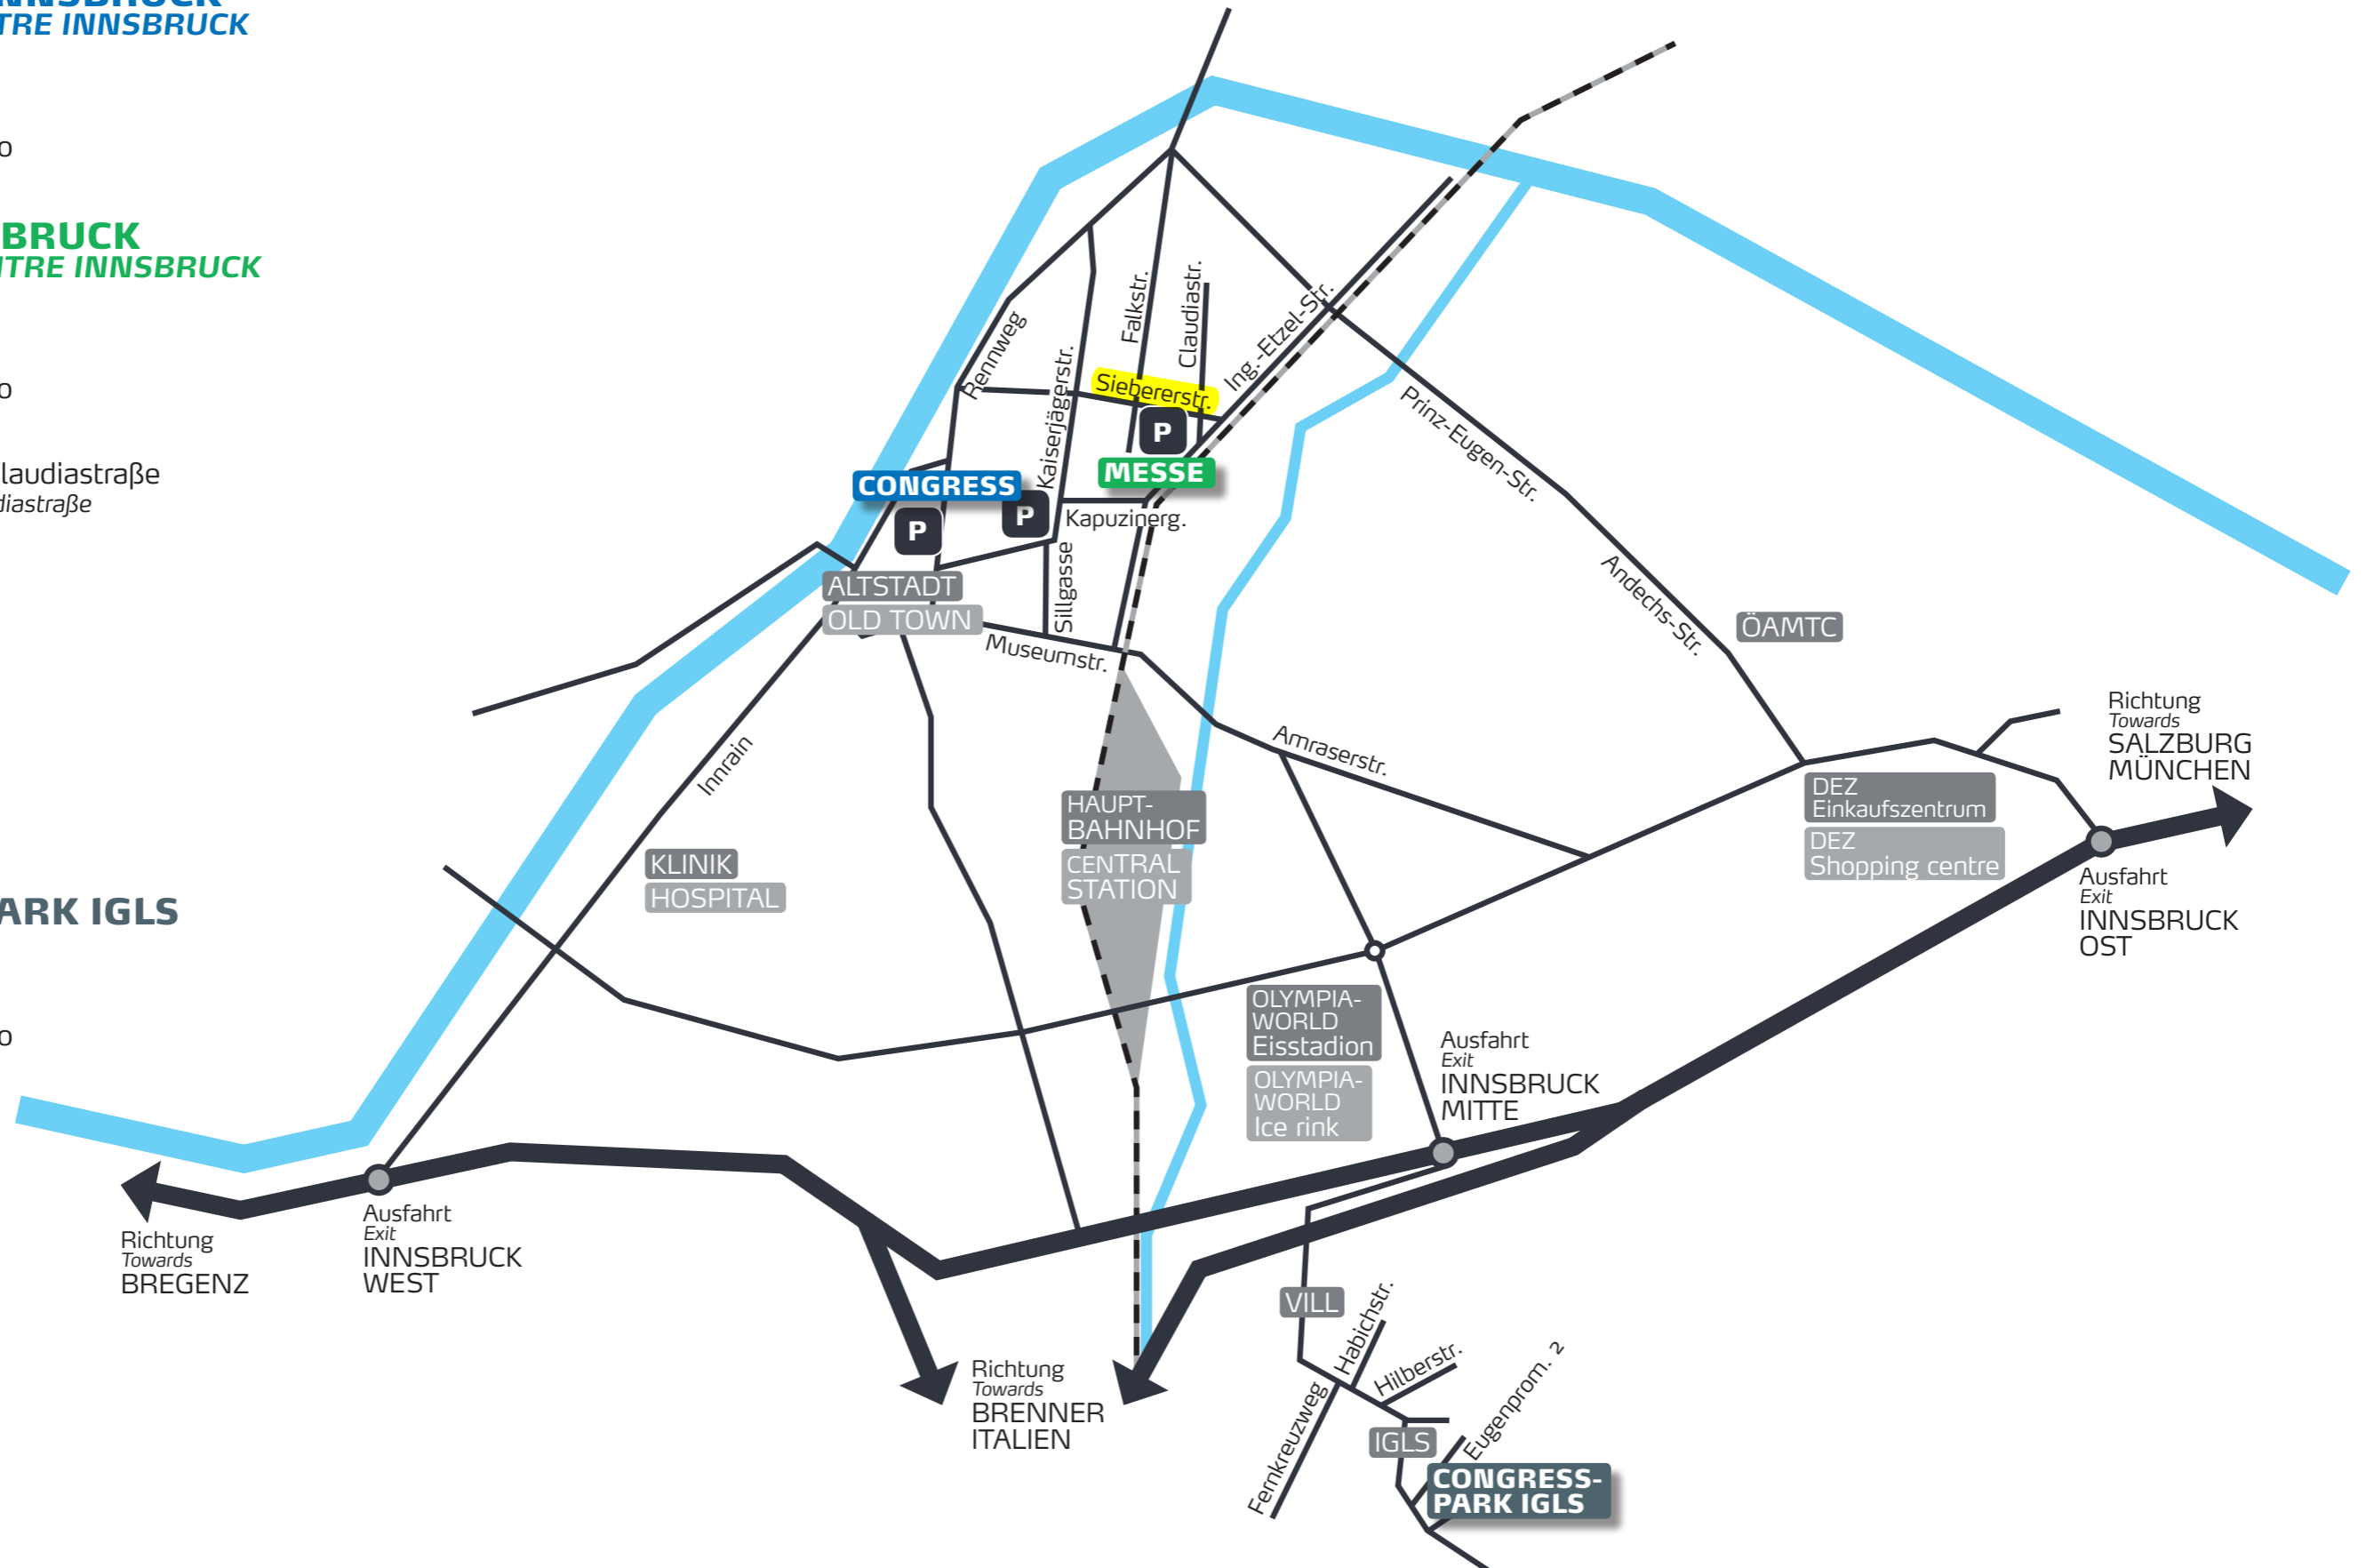 TRE INNSBRUCK
o
BRUCK
TRE INNSBRUCK
o
laudiastraße
diastraße
ARK IGLS
o
Rennweg
Kaiserjägerstr.
Falkstr.
Claudiastr.
Ing.-Etzel-Str.
Siebererstr.
P
MESSE
CONGRESS
P
P
Kapuzinerg.
Sillgasse
ALTSTADT
OLD TOWN
Museumstr.
Prinz-Eugen-Str.
Andechs-Str.
ÖAMTC
Innrain
Amraserstr.
Richtung
Towards
SALZBURG
MÜNCHEN
HAUPT-
BAHNHOF
CENTRAL
STATION
KLINIK
HOSPITAL
DEZ
Einkaufszentrum
DEZ
Shopping centre
Ausfahrt
Exit
INNSBRUCK
OST
OLYMPIA-
WORLD
Eisstadion
OLYMPIA-
WORLD
Ice rink
Ausfahrt
Exit
INNSBRUCK
MITTE
Ausfahrt
Exit
INNSBRUCK
WEST
Richtung
Towards
BREGENZ
Richtung
Towards
BRENNER
ITALIEN
VILL
Habichstr.
Hilberstr.
Fernkreuzweg
Eugenprom. 2
IGLS
CONGRESS-
PARK IGLS